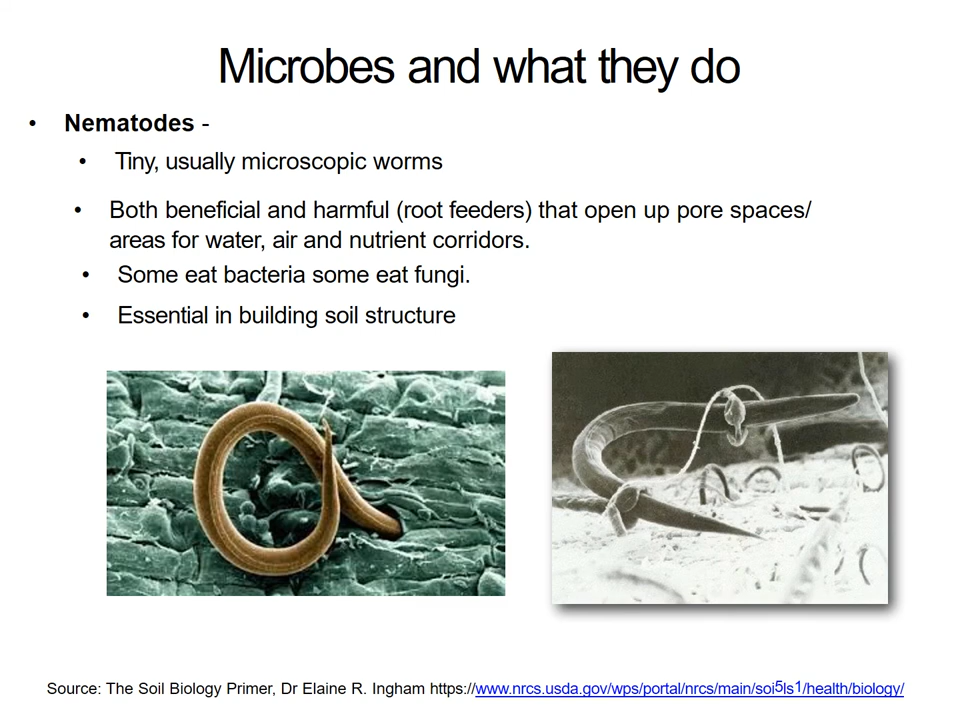 Microbes and what they do
• Nematodes -
• Tiny, usually microscopic worms
• Both beneficial and harmful (root feeders) that open up pore spaces/
areas for water, air and nutrient corridors.
• Some eat bacteria some eat fungi.
• Essential in building soil structure
Source: The Soil Biology Primer, Dr Elaine R. Ingham https://www.nrcs.usda.gov/wps/portal/nrcs/main/soi5ls1/health/biology/